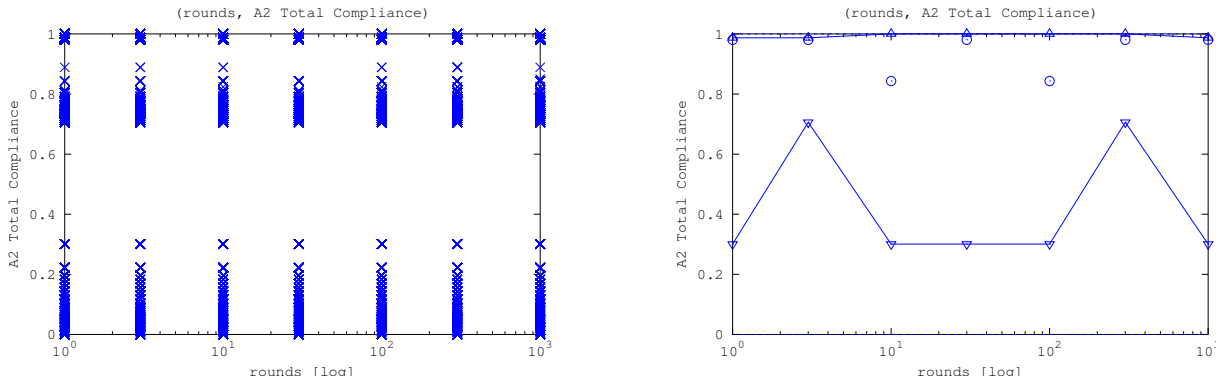 (rounds, A2 Total Compliance)
1
0.8
0.6
0.4
0.2
0
A2 Total Compliance
10^0 10^1 10^2 10^3
rounds [log]
(rounds, A2 Total Compliance)
1
0.8
0.6
0.4
0.2
0
A2 Total Compliance
10^0 10^1 10^2 10^3
rounds [log]